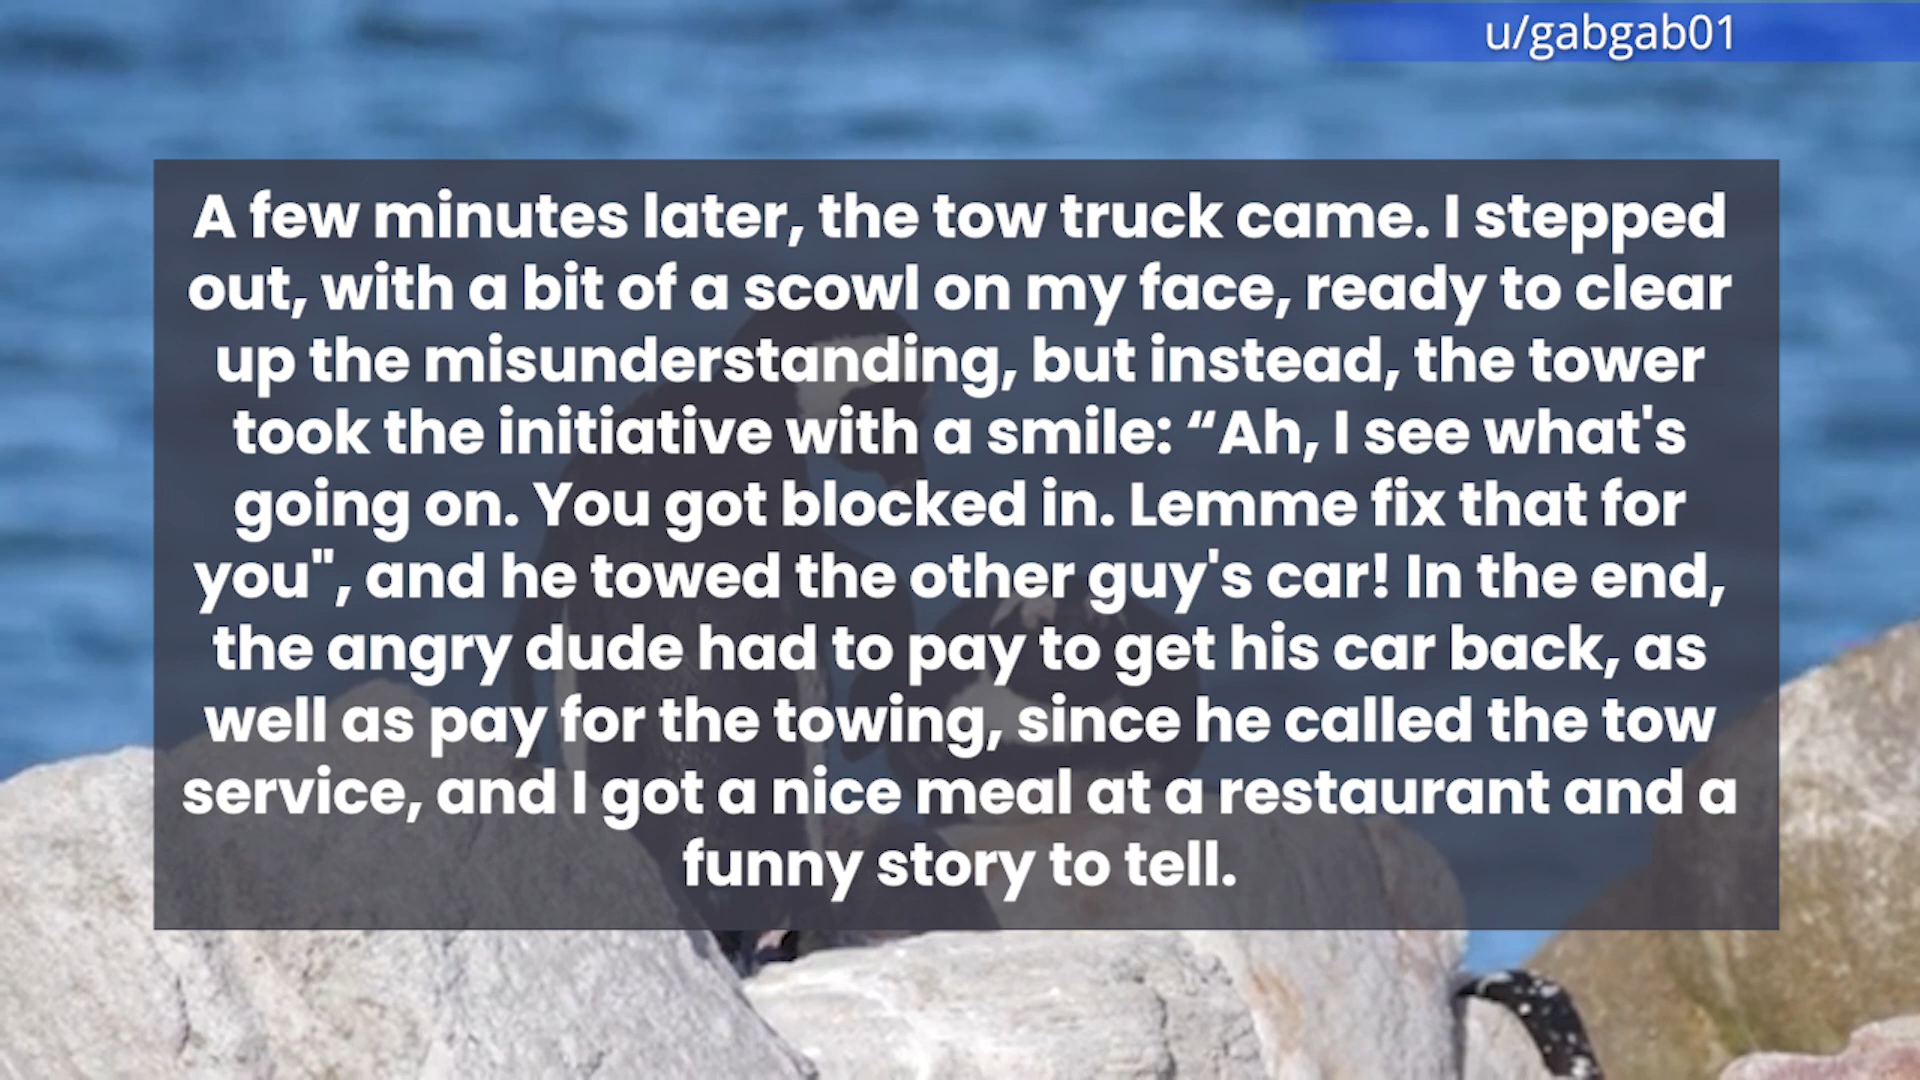 u/gabgab01
A few minutes later, the tow truck came. I stepped
out, with a bit of a scowl on my face, ready to clear
up the misunderstanding, but instead, the tower
took the initiative with a smile: “Ah, I see what's
going on. You got blocked in. Lemme fix that for
you", and he towed the other guy's car! In the end,
the angry dude had to pay to get his car back, as
well as pay for the towing, since he called the tow
service, and I got a nice meal at a restaurant and a
funny story to tell.